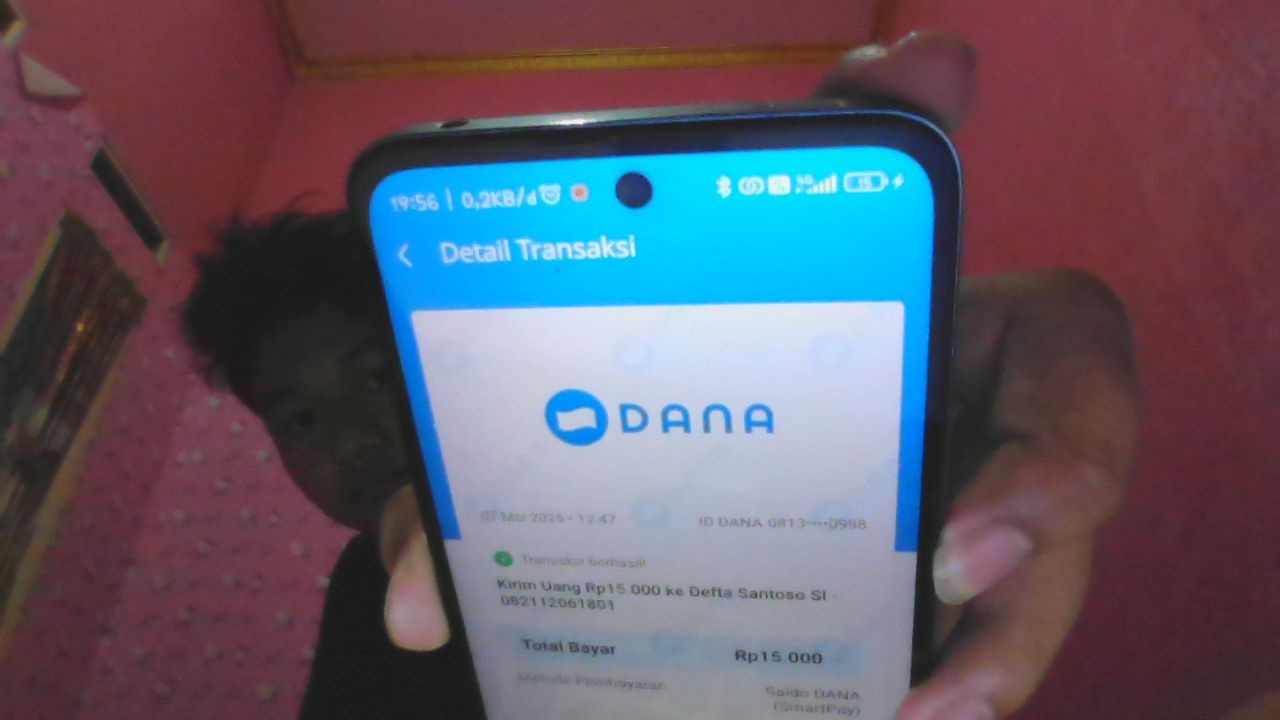 19:56 | 0,2KB/d
15
Detail Transaksi
DANA
07 Mei 2025 • 12:47
ID DANA 0813••••0988
Transaksi berhasil!
Kirim Uang Rp15.000 ke Defta Santoso SI -
082112061801
Total Bayar
Rp15.000
Metode Pembayaran
Saldo DANA
(SmartPay)